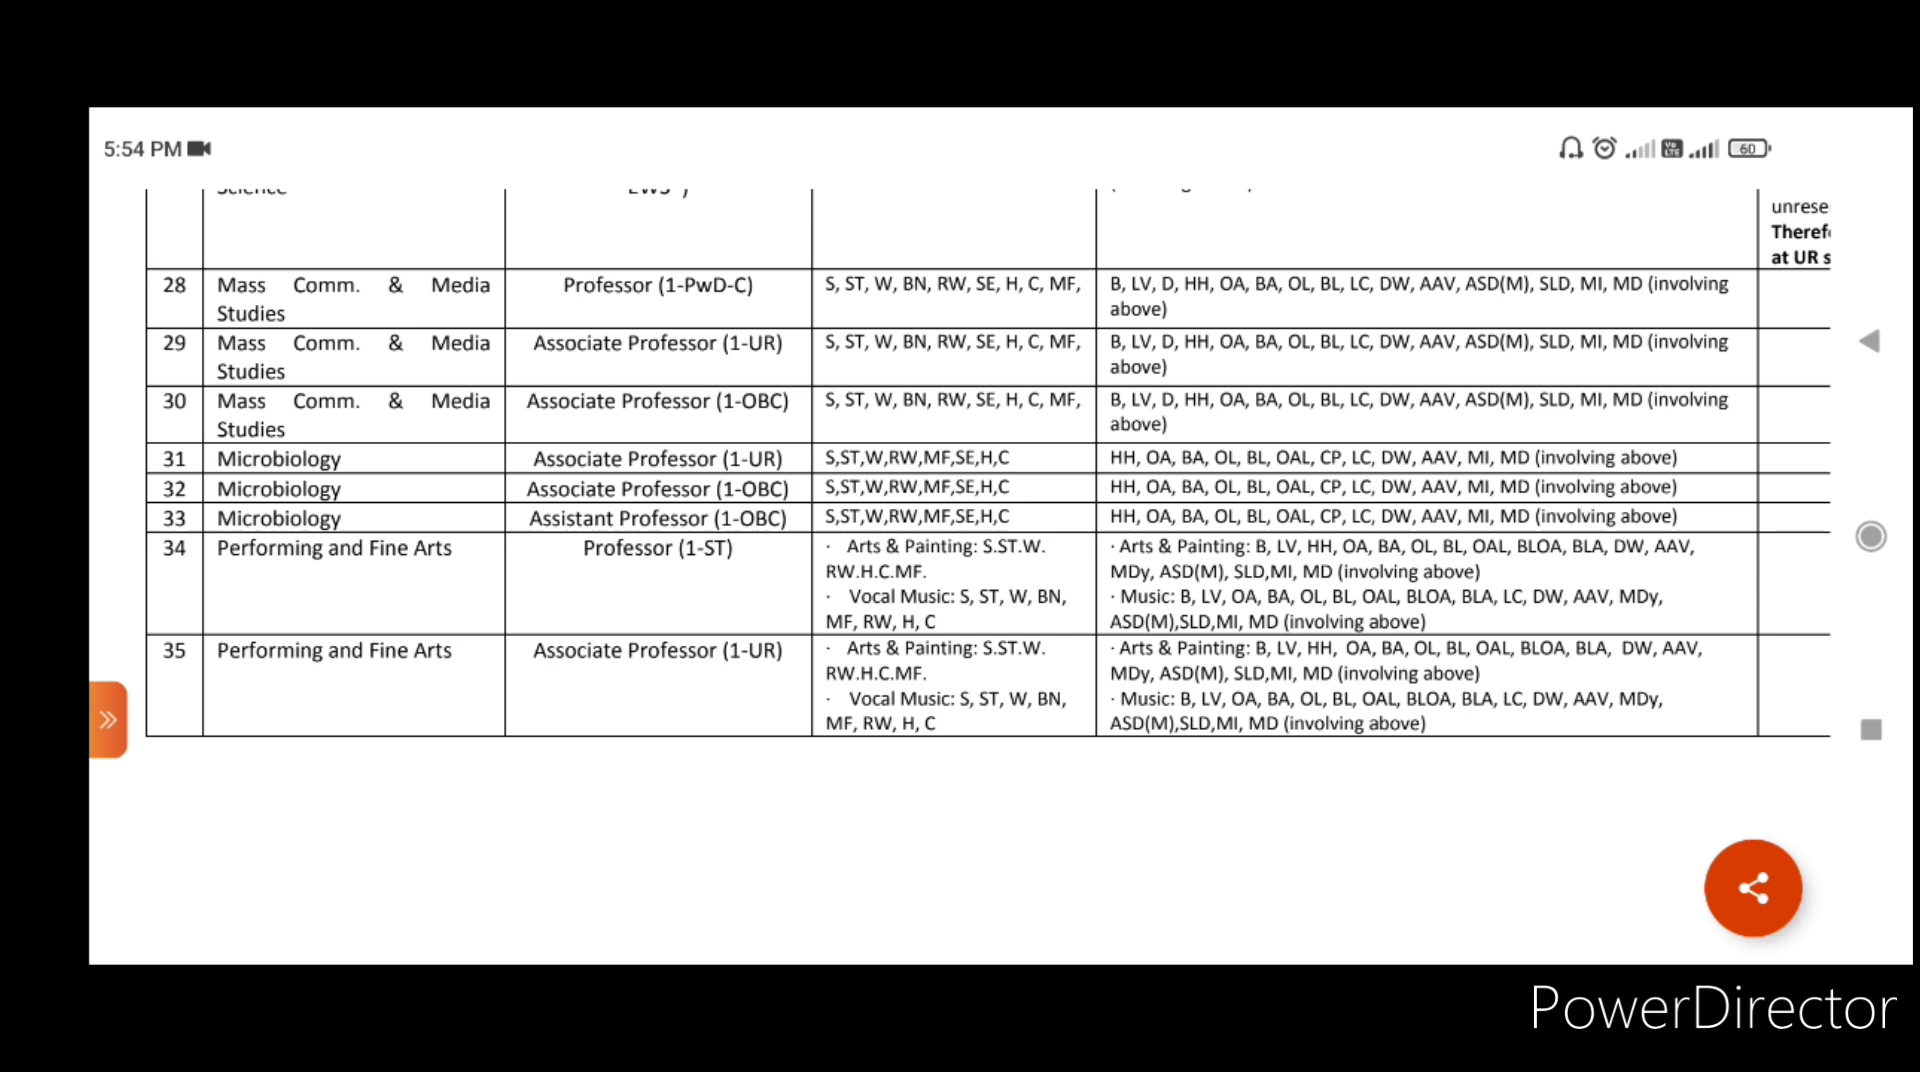 5:54 PM
60
unrese
Theref
at UR s
28 Mass Comm. & Media Professor (1-PwD-C) S, ST, W, BN, RW, SE, H, C, MF, B, LV, D, HH, OA, BA, OL, BL, LC, DW, AAV, ASD(M), SLD, MI, MD (involving
Studies above)
29 Mass Comm. & Media Associate Professor (1-UR) S, ST, W, BN, RW, SE, H, C, MF, B, LV, D, HH, OA, BA, OL, BL, LC, DW, AAV, ASD(M), SLD, MI, MD (involving
Studies above)
30 Mass Comm. & Media Associate Professor (1-OBC) S, ST, W, BN, RW, SE, H, C, MF, B, LV, D, HH, OA, BA, OL, BL, LC, DW, AAV, ASD(M), SLD, MI, MD (involving
Studies above)
31 Microbiology Associate Professor (1-UR) S,ST,W,RW,MF,SE,H,C HH, OA, BA, OL, BL, OAL, CP, LC, DW, AAV, MI, MD (involving above)
32 Microbiology Associate Professor (1-OBC) S,ST,W,RW,MF,SE,H,C HH, OA, BA, OL, BL, OAL, CP, LC, DW, AAV, MI, MD (involving above)
33 Microbiology Assistant Professor (1-OBC) S,ST,W,RW,MF,SE,H,C HH, OA, BA, OL, BL, OAL, CP, LC, DW, AAV, MI, MD (involving above)
34 Performing and Fine Arts Professor (1-ST) · Arts & Painting: S.ST.W. · Arts & Painting: B, LV, HH, OA, BA, OL, BL, OAL, BLOA, BLA, DW, AAV,
RW.H.C.MF. MDy, ASD(M), SLD,MI, MD (involving above)
· Vocal Music: S, ST, W, BN, · Music: B, LV, OA, BA, OL, BL, OAL, BLOA, BLA, LC, DW, AAV, MDy,
MF, RW, H, C ASD(M),SLD,MI, MD (involving above)
35 Performing and Fine Arts Associate Professor (1-UR) · Arts & Painting: S.ST.W. · Arts & Painting: B, LV, HH, OA, BA, OL, BL, OAL, BLOA, BLA, DW, AAV,
RW.H.C.MF. MDy, ASD(M), SLD,MI, MD (involving above)
· Vocal Music: S, ST, W, BN, · Music: B, LV, OA, BA, OL, BL, OAL, BLOA, BLA, LC, DW, AAV, MDy,
MF, RW, H, C ASD(M),SLD,MI, MD (involving above)
PowerDirector